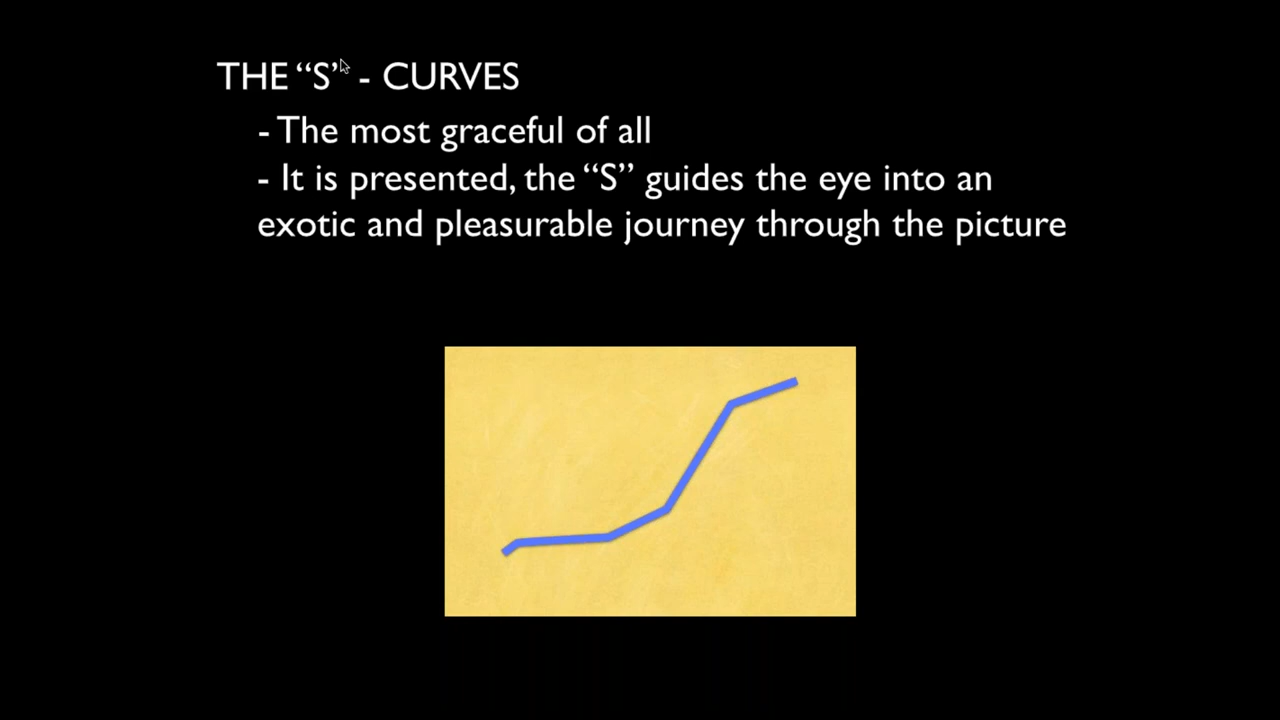 THE “S” - CURVES
- The most graceful of all
- It is presented, the “S” guides the eye into an
exotic and pleasurable journey through the picture